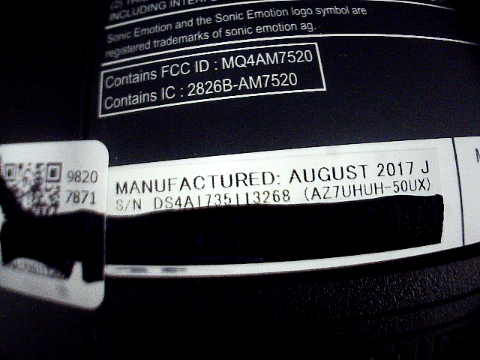 INCLUDING INTERF
Sonic Emotion and the Sonic Emotion logo symbol are
registered trademarks of sonic emotion ag.
Contains FCC ID : MQ4AM7520
Contains IC : 2826B-AM7520
9820
7871
MANUFACTURED: AUGUST 2017 J
S/N DS4A1735113268 (AZ7UHUH-50UX)